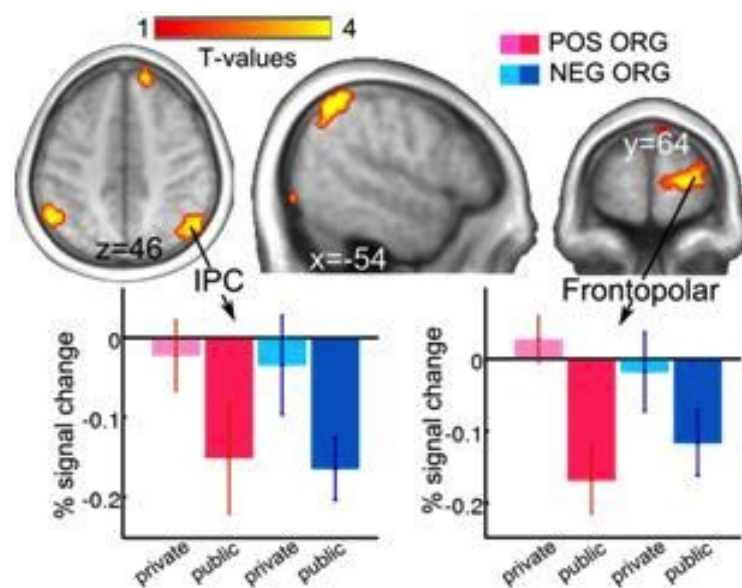 1 4
T-values
POS ORG
NEG ORG
z=46
x=-54
y=64
IPC
Frontopolar
% signal change
0
-0.1
-0.2
private public private public
% signal change
0
-0.1
-0.2
private public private public